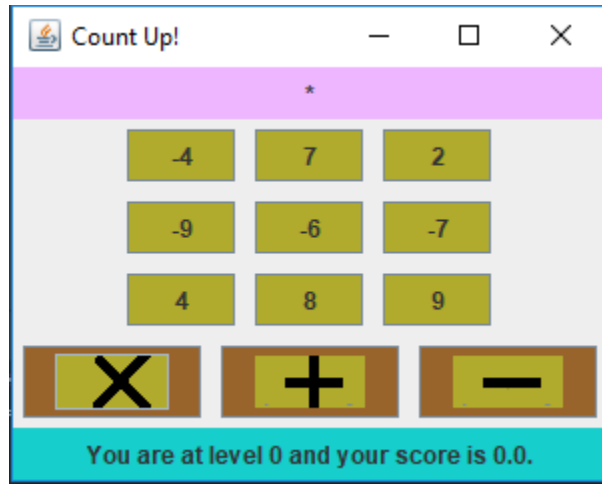 Count Up!
*
-4 7 2
-9 -6 -7
4 8 9
× + −
You are at level 0 and your score is 0.0.